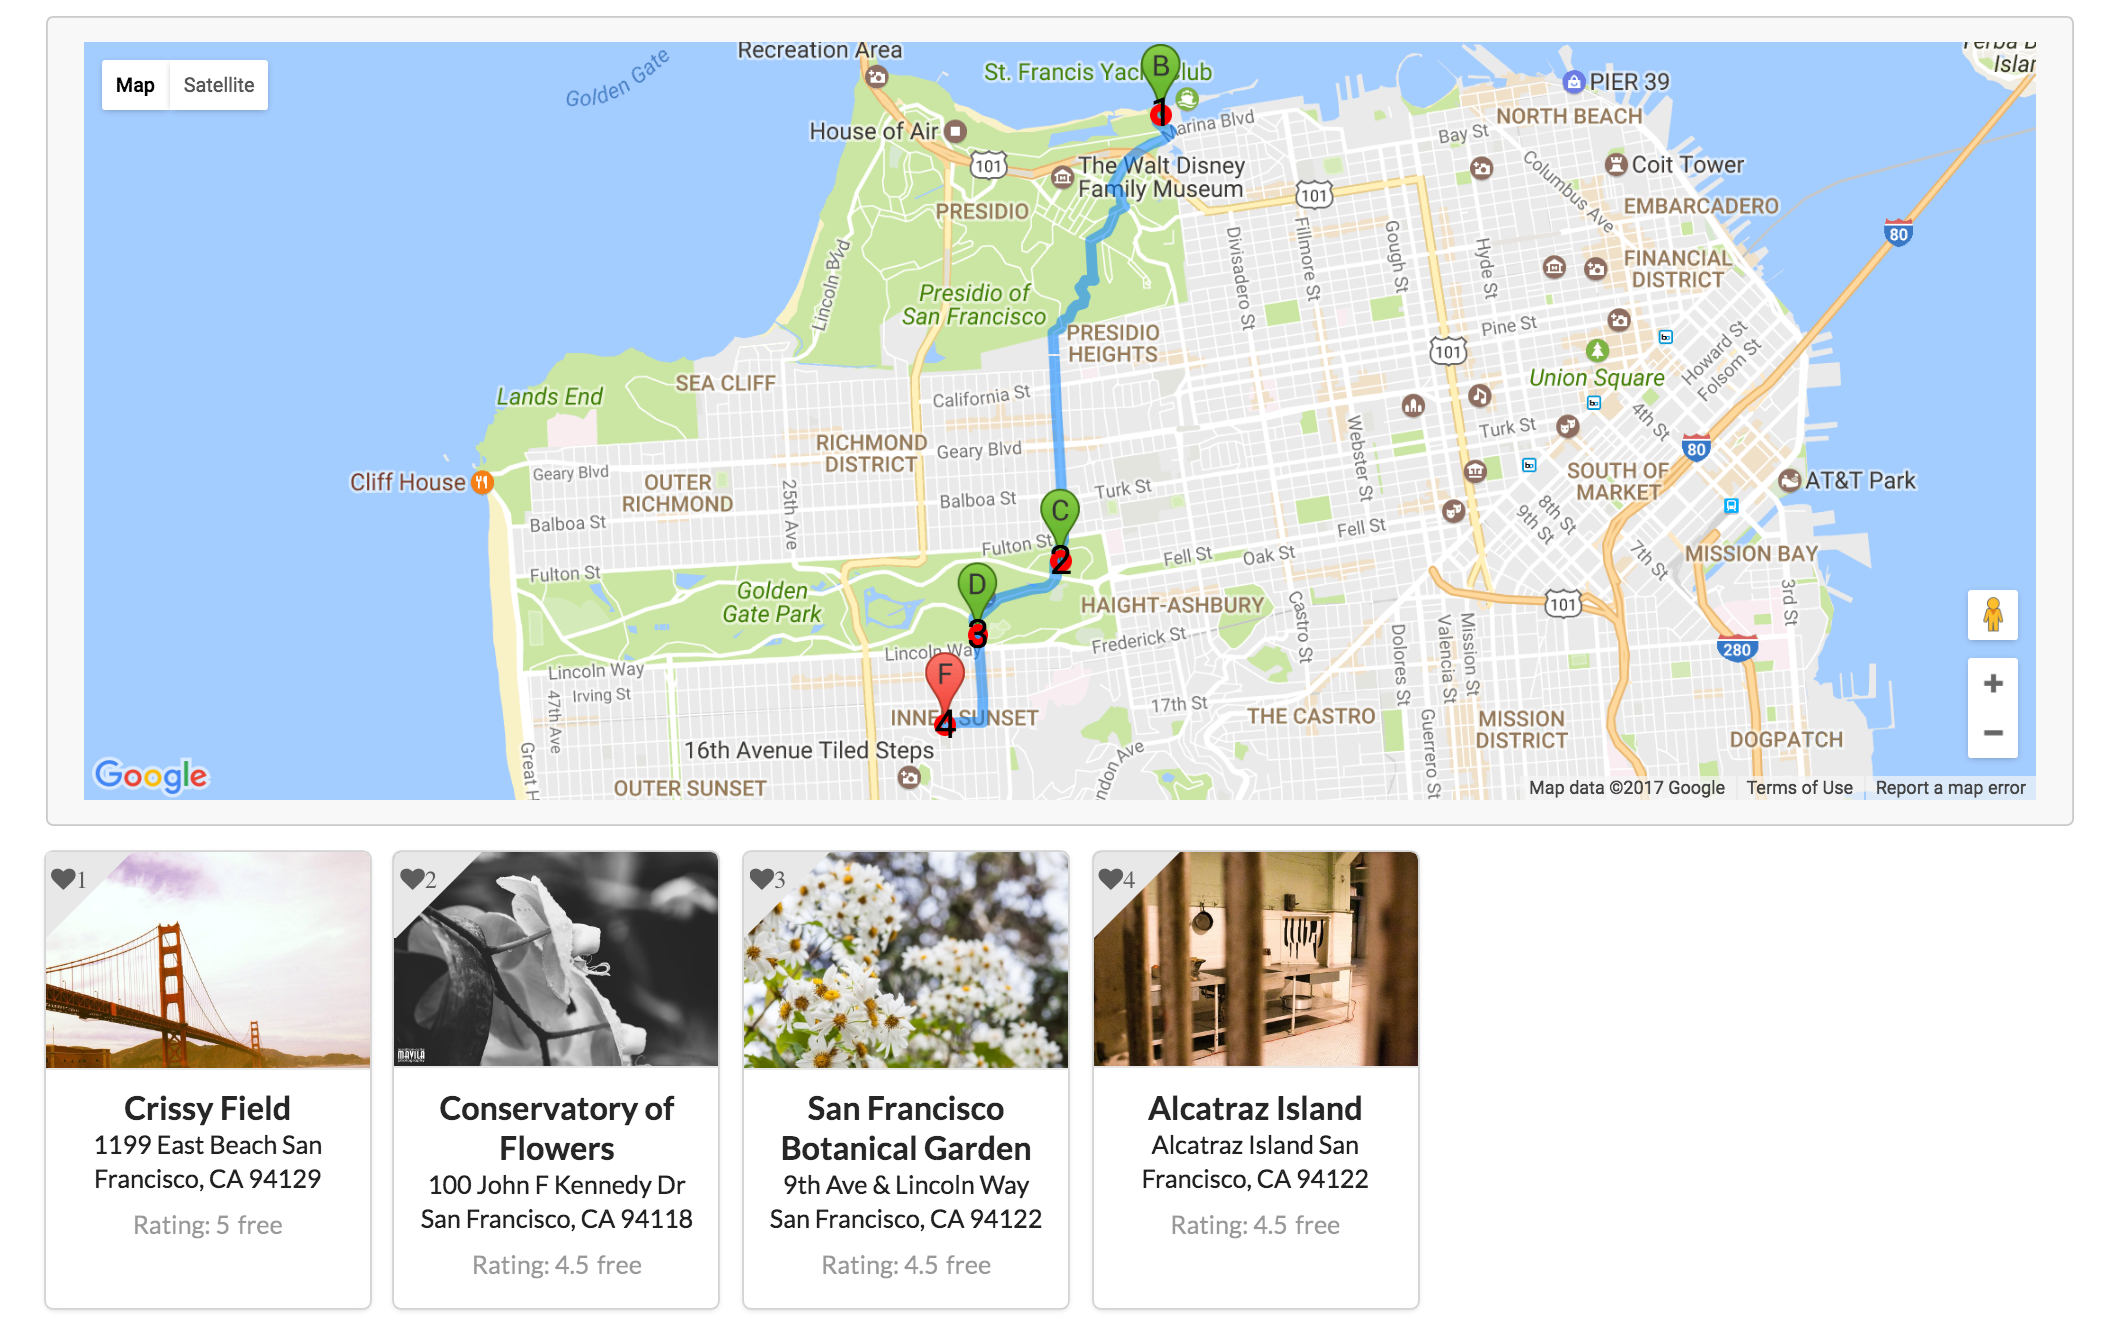 Recreation Area
Golden Gate
St. Francis Yac
lub
B
1
PIER 39
NORTH BEACH
Map
Satellite
House of Air
101
Marina Blvd
The Walt Disney
Family Museum
Bay St
Columbus Ave
Coit Tower
EMBARCADERO
80
PRESIDIO
101
Lincoln Blvd
Divisadero St
Fillmore St
Gough St
Hyde St
FINANCIAL
DISTRICT
Presidio of
San Francisco
PRESIDIO
HEIGHTS
Pine St
101
Union Square
Howard St
Folsom St
SEA CLIFF
Lands End
California St
Geary Blvd
RICHMOND
DISTRICT
Webster St
Turk St
4th St
80
Cliff House
Geary Blvd
OUTER
RICHMOND
25th Ave
Balboa St
Turk St
SOUTH OF
MARKET
AT&T Park
Balboa St
C
2
Fulton St
Fell St
Fell St
Oak St
8th St
9th St
7th St
MISSION BAY
3rd St
Fulton St
Golden
Gate Park
D
3
HAIGHT-ASHBURY
Castro St
101
Frederick St
Lincoln Way
Lincoln Way
Irving St
47th Ave
F
4
INNE
SUNSET
17th St
THE CASTRO
Dolores St
Valencia St
Mission St
Guerrero St
280
MISSION
DISTRICT
DOGPATCH
16th Avenue Tiled Steps
OUTER SUNSET
Great H
ndon Ave
Google
Map data ©2017 Google
Terms of Use
Report a map error
1
2
3
4
MAVILA
Crissy Field
1199 East Beach San
Francisco, CA 94129
Rating: 5 free
Conservatory of
Flowers
100 John F Kennedy Dr
San Francisco, CA 94118
Rating: 4.5 free
San Francisco
Botanical Garden
9th Ave & Lincoln Way
San Francisco, CA 94122
Rating: 4.5 free
Alcatraz Island
Alcatraz Island San
Francisco, CA 94122
Rating: 4.5 free